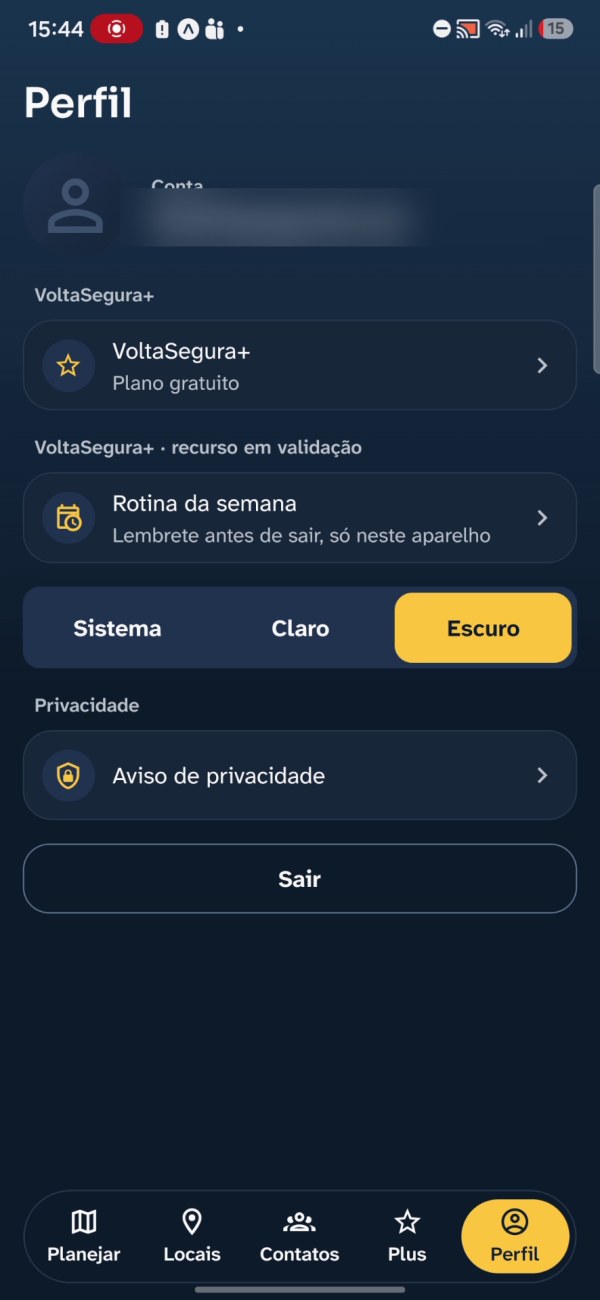 15:44
15
Perfil
Conta
VoltaSegura+
VoltaSegura+
Plano gratuito
VoltaSegura+ · recurso em validação
Rotina da semana
Lembrete antes de sair, só neste aparelho
Sistema
Claro
Escuro
Privacidade
Aviso de privacidade
Sair
Planejar
Locais
Contatos
Plus
Perfil